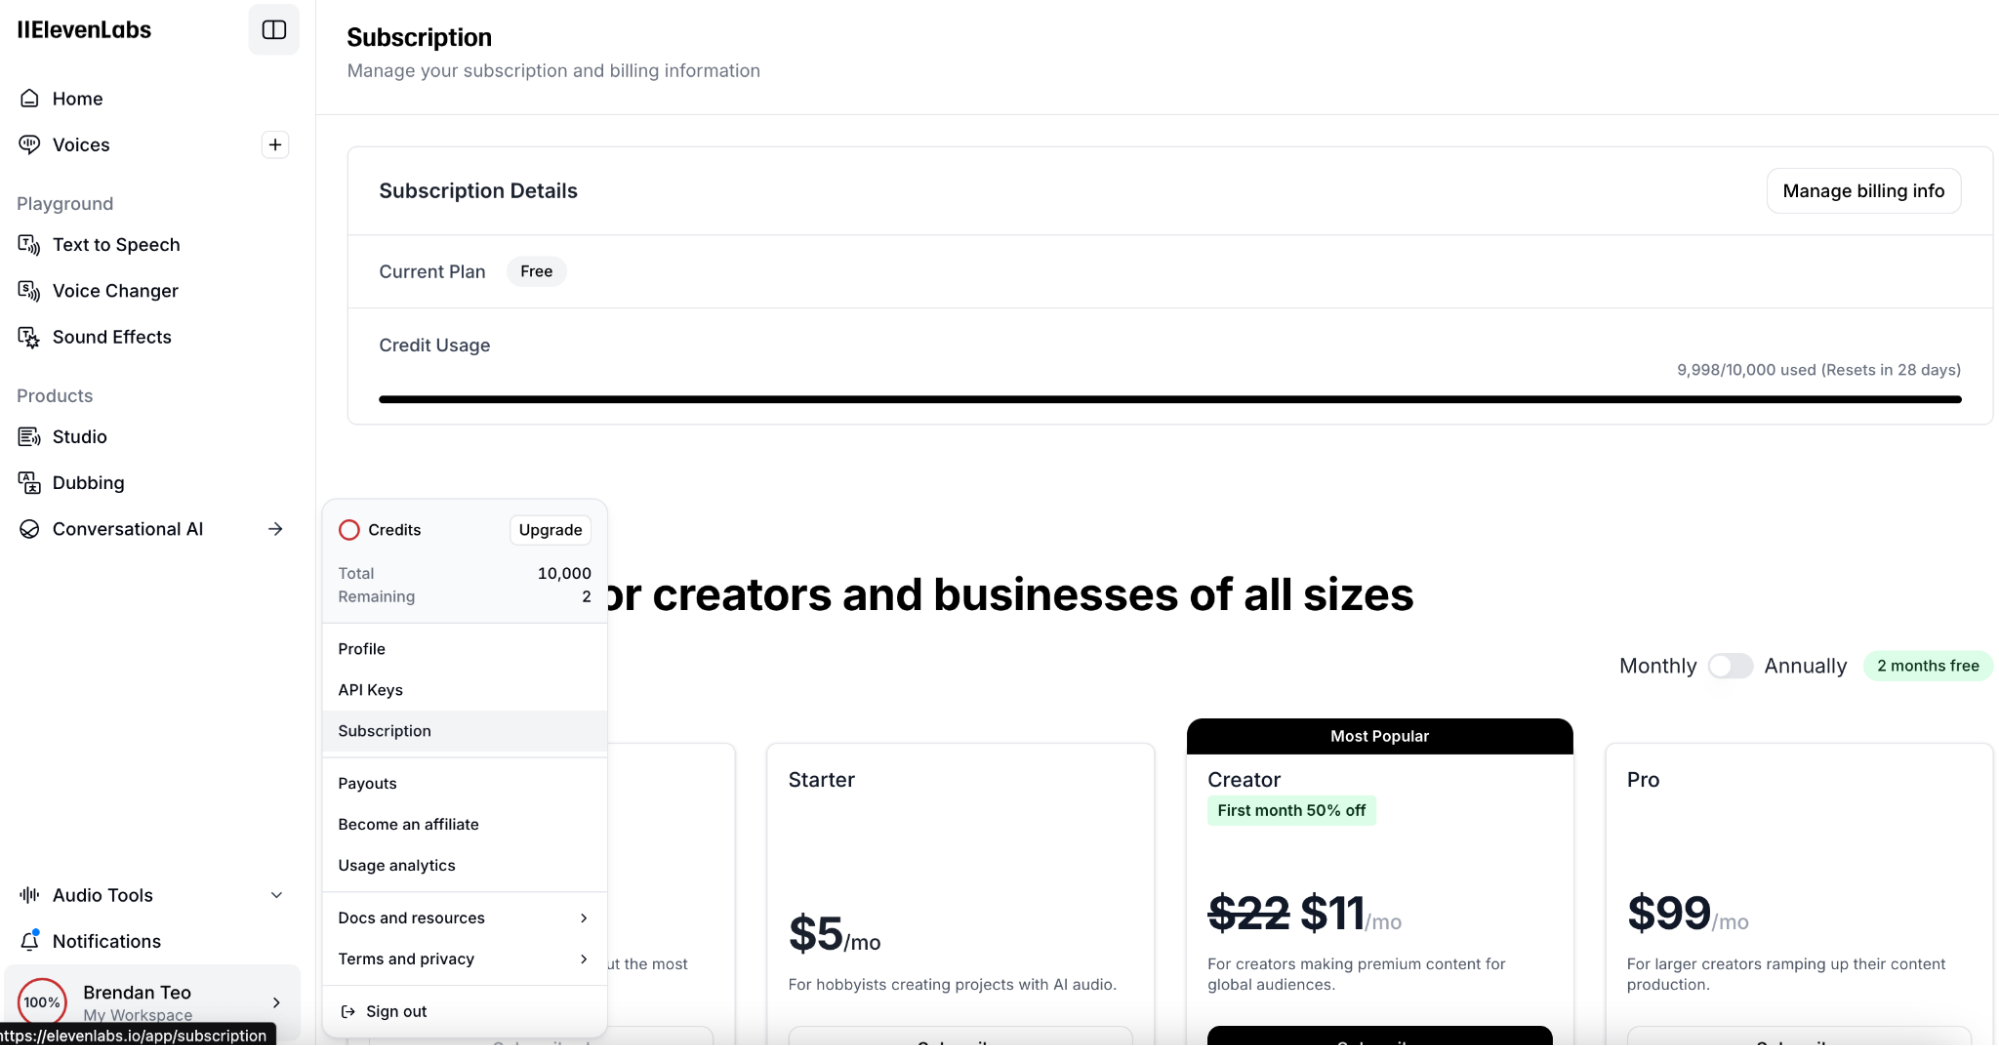 IIElevenLabs
Home
Voices
Playground
Text to Speech
Voice Changer
Sound Effects
Products
Studio
Dubbing
Conversational AI
Audio Tools
Notifications
100%
Brendan Teo
My Workspace
https://elevenlabs.io/app/subscription
Subscription
Manage your subscription and billing information
Subscription Details
Manage billing info
Current Plan
Free
Credit Usage
9,998/10,000 used (Resets in 28 days)
Credits
Upgrade
Total
10,000
Remaining
2
Profile
API Keys
Subscription
Payouts
Become an affiliate
Usage analytics
Docs and resources
Terms and privacy
Sign out
or creators and businesses of all sizes
Monthly
Annually
2 months free
the most
Starter
$5/mo
For hobbyists creating projects with AI audio.
Most Popular
Creator
First month 50% off
$22 $11/mo
For creators making premium content for
global audiences.
Pro
$99/mo
For larger creators ramping up their content
production.